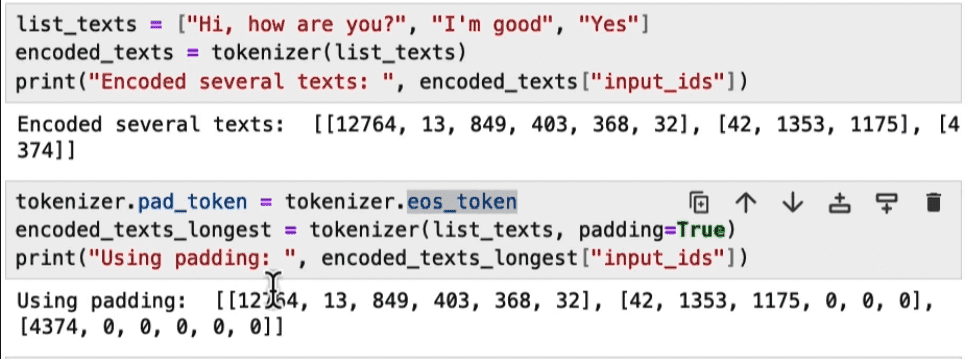 list_texts = ["Hi, how are you?", "I'm good", "Yes"]
encoded_texts = tokenizer(list_texts)
print("Encoded several texts: ", encoded_texts["input_ids"])
Encoded several texts:  [[12764, 13, 849, 403, 368, 32], [42, 1353, 1175], [4
374]]
tokenizer.pad_token = tokenizer.eos_token
encoded_texts_longest = tokenizer(list_texts, padding=True)
print("Using padding: ", encoded_texts_longest["input_ids"])
Using padding:  [[12764, 13, 849, 403, 368, 32], [42, 1353, 1175, 0, 0, 0],
[4374, 0, 0, 0, 0, 0]]